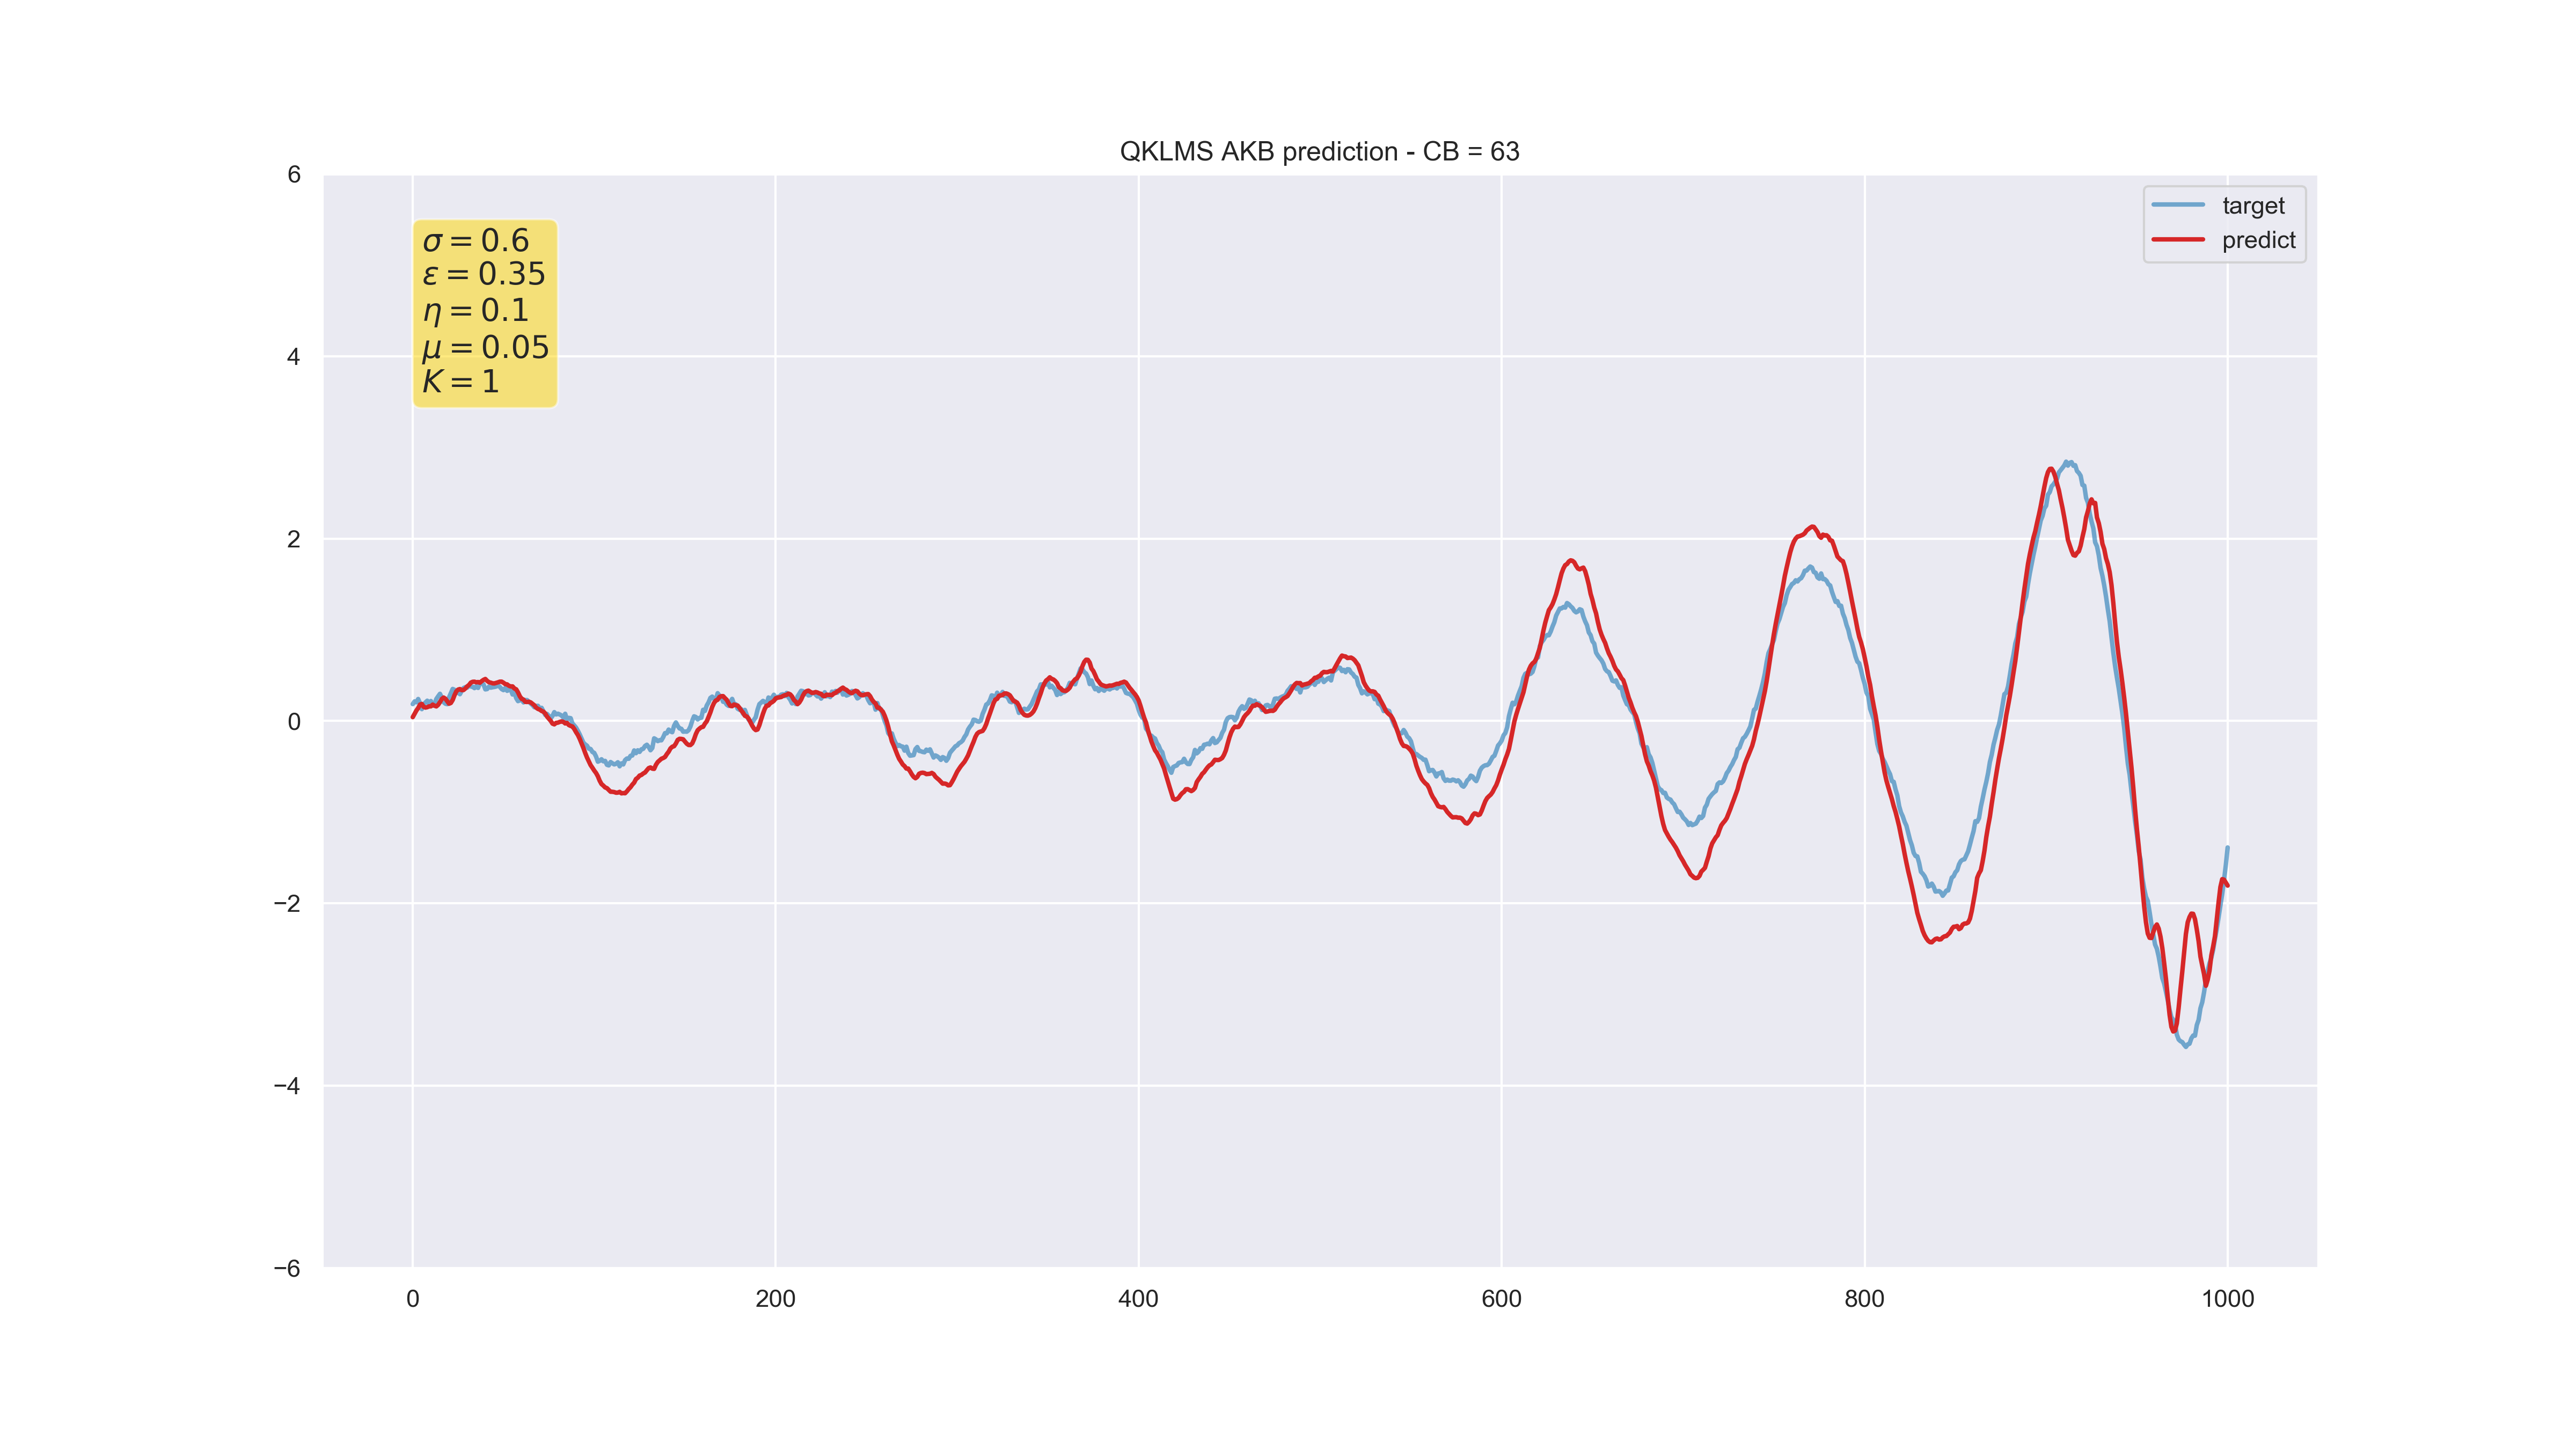 QKLMS AKB prediction - CB = 63
6
4
2
0
−2
−4
−6
σ = 0.6
ε = 0.35
η = 0.1
μ = 0.05
K = 1
target
predict
0 200 400 600 800 1000